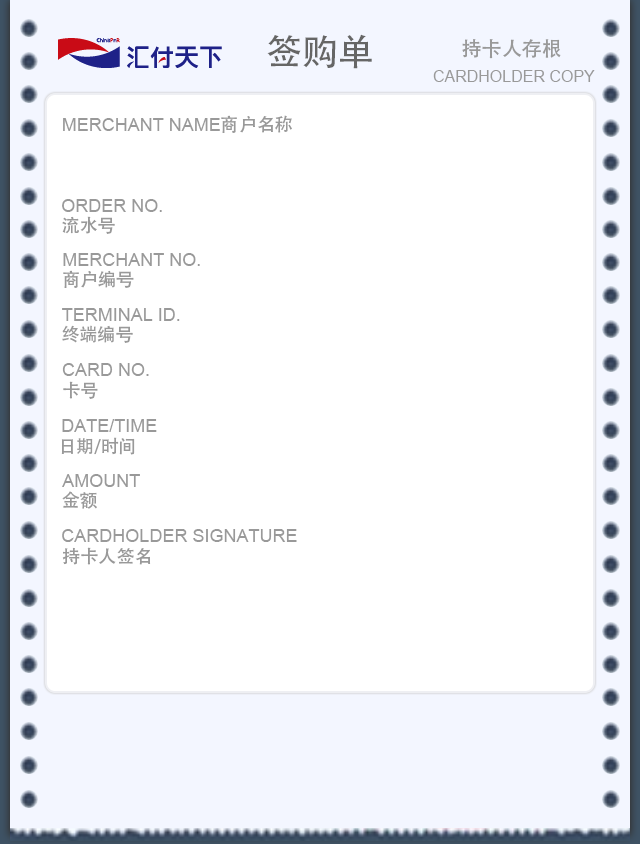 ChinaPnR
汇付天下
签购单
持卡人存根
CARDHOLDER COPY
MERCHANT NAME商户名称
ORDER NO.
流水号
MERCHANT NO.
商户编号
TERMINAL ID.
终端编号
CARD NO.
卡号
DATE/TIME
日期/时间
AMOUNT
金额
CARDHOLDER SIGNATURE
持卡人签名